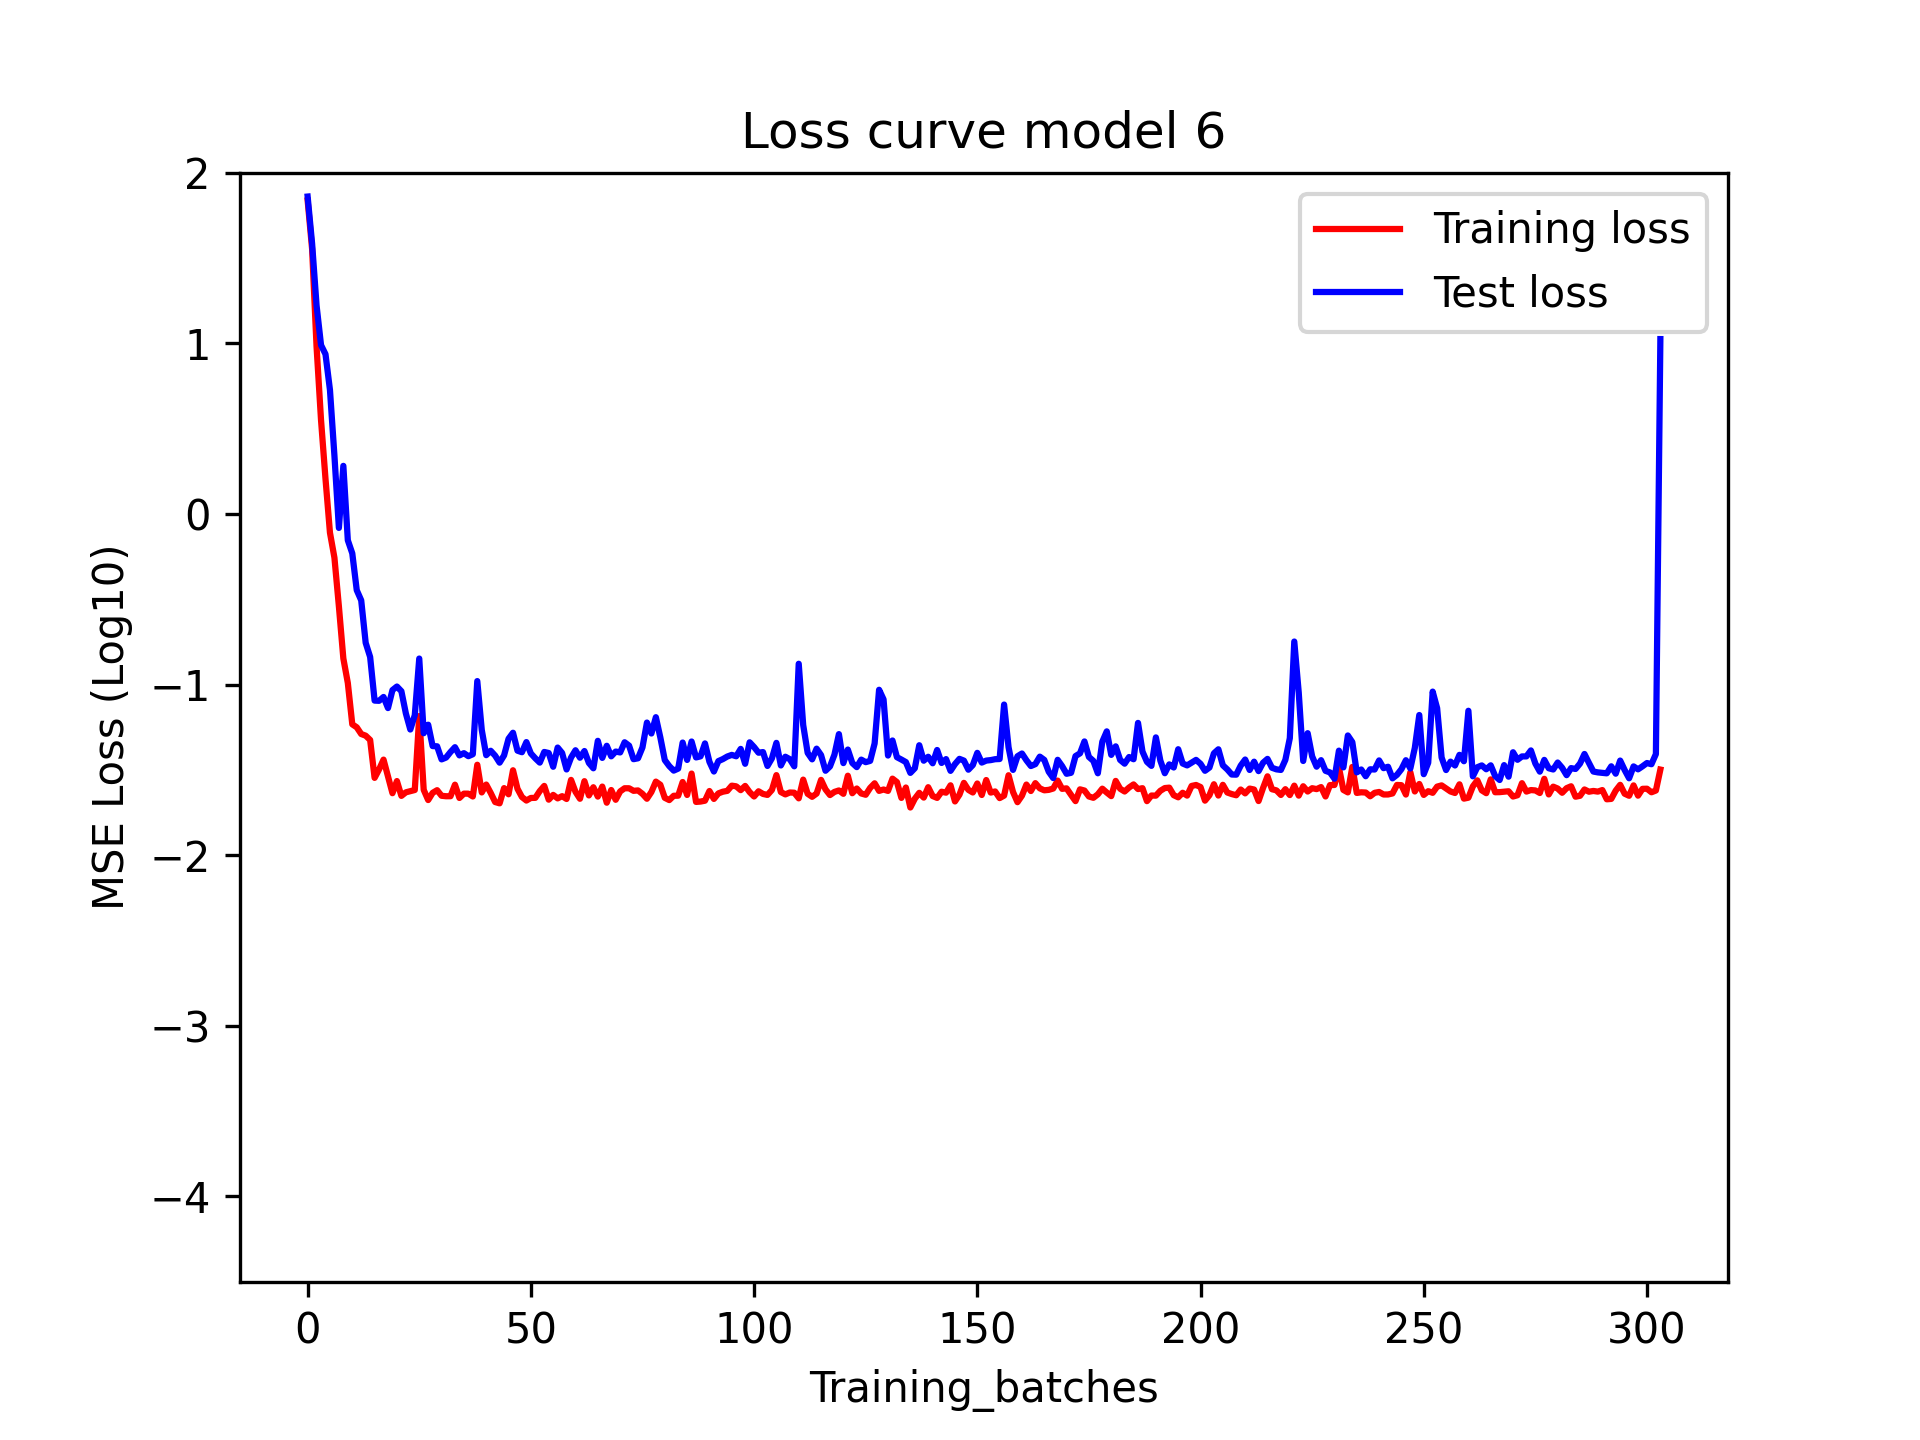 Loss curve model 6
Training loss
Test loss
2
1
0
−1
−2
−3
−4
MSE Loss (Log10)
0 50 100 150 200 250 300
Training_batches